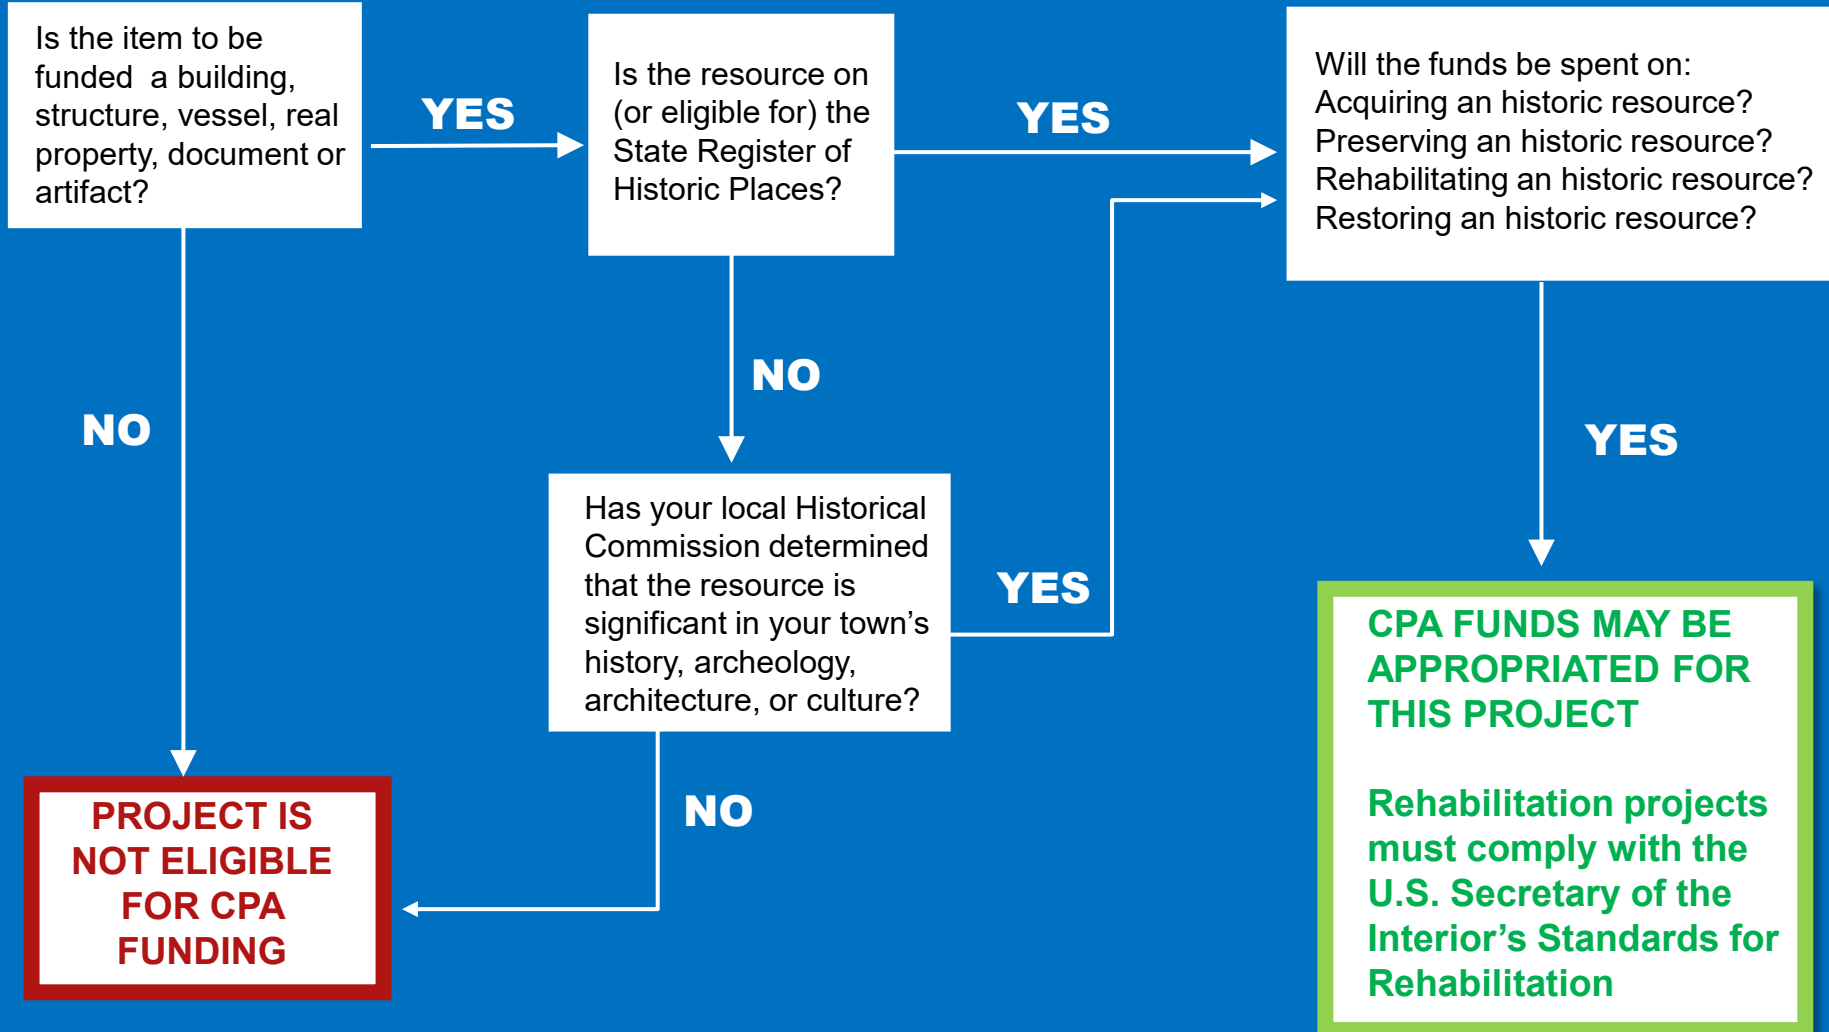 Is the item to be
funded  a building,
structure, vessel, real
property, document or
artifact?
YES
Is the resource on
(or eligible for) the
State Register of
Historic Places?
YES
Will the funds be spent on:
Acquiring an historic resource?
Preserving an historic resource?
Rehabilitating an historic resource?
Restoring an historic resource?
NO
NO
YES
Has your local Historical
Commission determined
that the resource is
significant in your town’s
history, archeology,
architecture, or culture?
YES
NO
PROJECT IS
NOT ELIGIBLE
FOR CPA
FUNDING
CPA FUNDS MAY BE
APPROPRIATED FOR
THIS PROJECT
Rehabilitation projects
must comply with the
U.S. Secretary of the
Interior’s Standards for
Rehabilitation